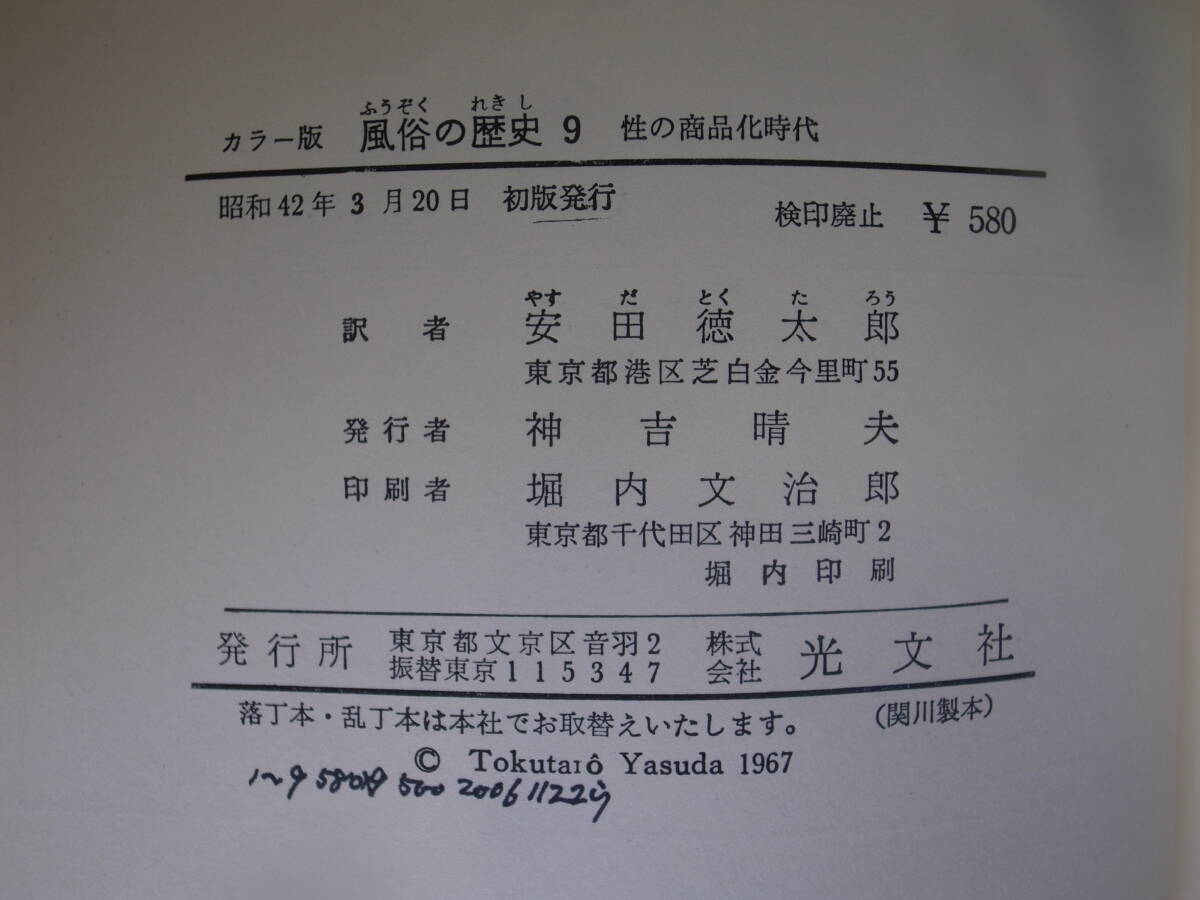 ふうぞく れきし
カラー版 風俗の歴史 9 性の商品化時代
昭和42年 3 月20日 初版発行 検印廃止 ¥ 580
やす だ とく た ろう
訳者 安田徳太郎
東京都港区芝白金今里町55
発行者 神吉晴夫
印刷者 堀内文治郎
東京都千代田区神田三崎町2
堀内印刷
発行所 東京都文京区音羽2 株式 光文社
振替東京115347 会社
落丁本・乱丁本は本社でお取替えいたします。 (関川製本)
© Tokutarô Yasuda 1967
1〜9 580 500 2006 1122